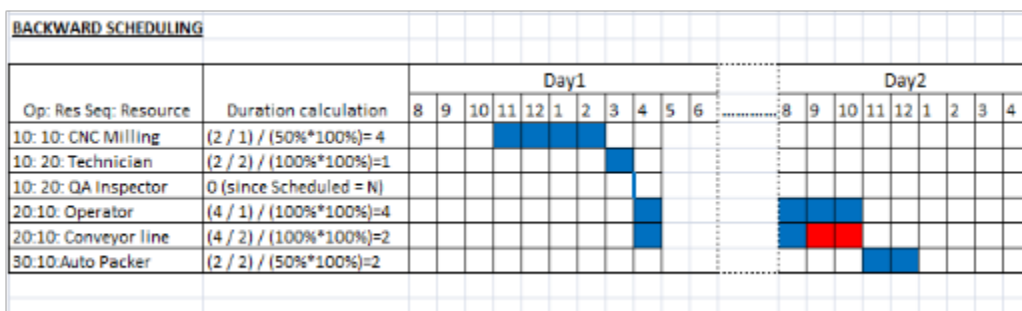 BACKWARD SCHEDULING
Day1 Day2
Op: Res Seq: Resource Duration calculation 8 9 10 11 12 1 2 3 4 5 6 ............. 8 9 10 11 12 1 2 3 4
10: 10: CNC Milling (2 / 1) / (50%*100%)= 4
10: 20: Technician (2 / 2) / (100%*100%)=1
10: 20: QA Inspector 0 (since Scheduled = N)
20:10: Operator (4 / 1) / (100%*100%)=4
20:10: Conveyor line (4 / 2) / (100%*100%)=2
30:10:Auto Packer (2 / 2) / (50%*100%)=2